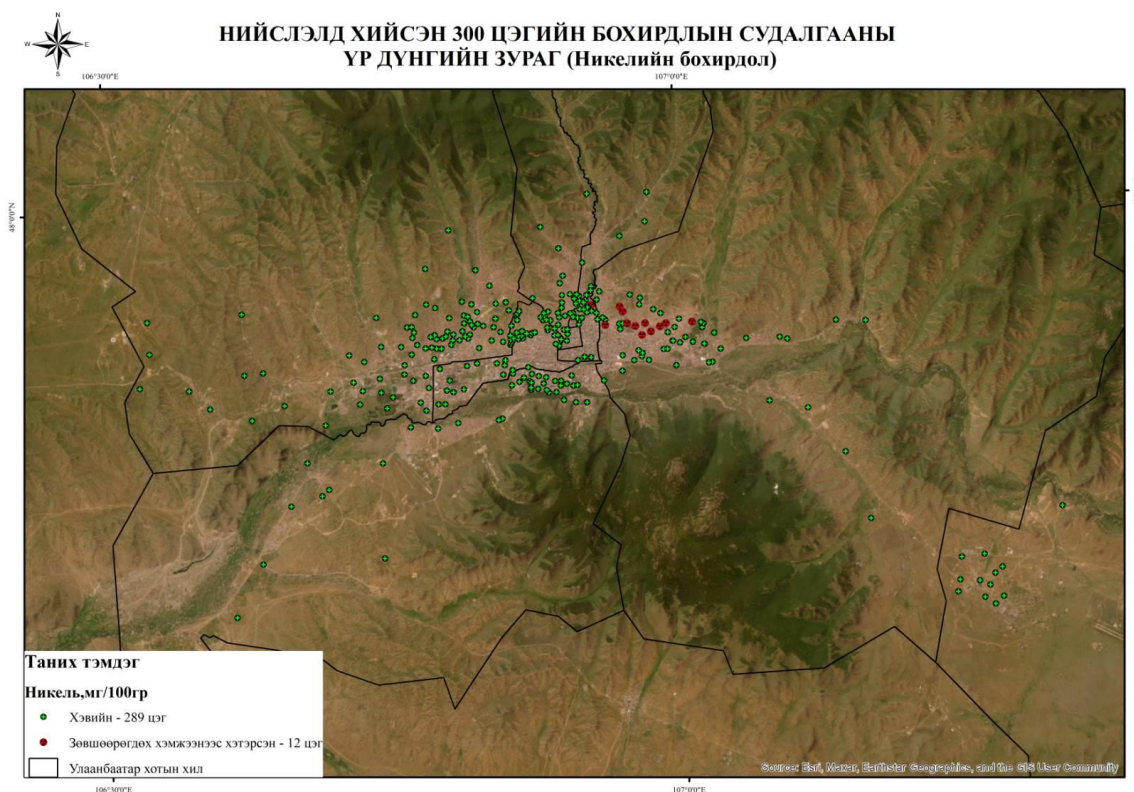 НИЙСЛЭЛД ХИЙСЭН 300 ЦЭГИЙН БОХИРДЛЫН СУДАЛГААНЫ
ҮР ДҮНГИЙН ЗУРАГ (Никелийн бохирдол)
N
W
E
S
106°30'0"E
107°0'0"E
48°0'0"N
Таних тэмдэг
Никель,мг/100гр
Хэвийн - 289 цэг
Зөвшөөрөгдөх хэмжээнээс хэтэрсэн - 12 цэг
Улаанбаатар хотын хил
Source: Esri, Maxar, Earthstar Geographics, and the GIS User Community
106°30'0"E
107°0'0"E